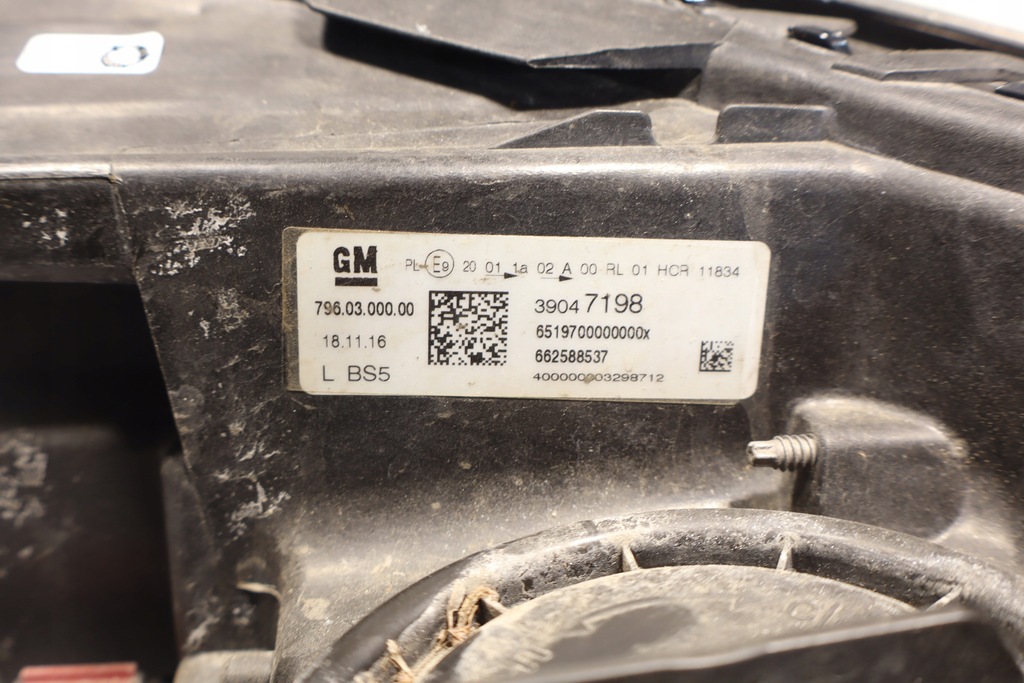 GM
PL E9 20 01 1a 02 A 00 RL 01 HCR 11834
796.03.000.00
39047198
18.11.16
6519700000000x
662588537
L BS5
400000003298712